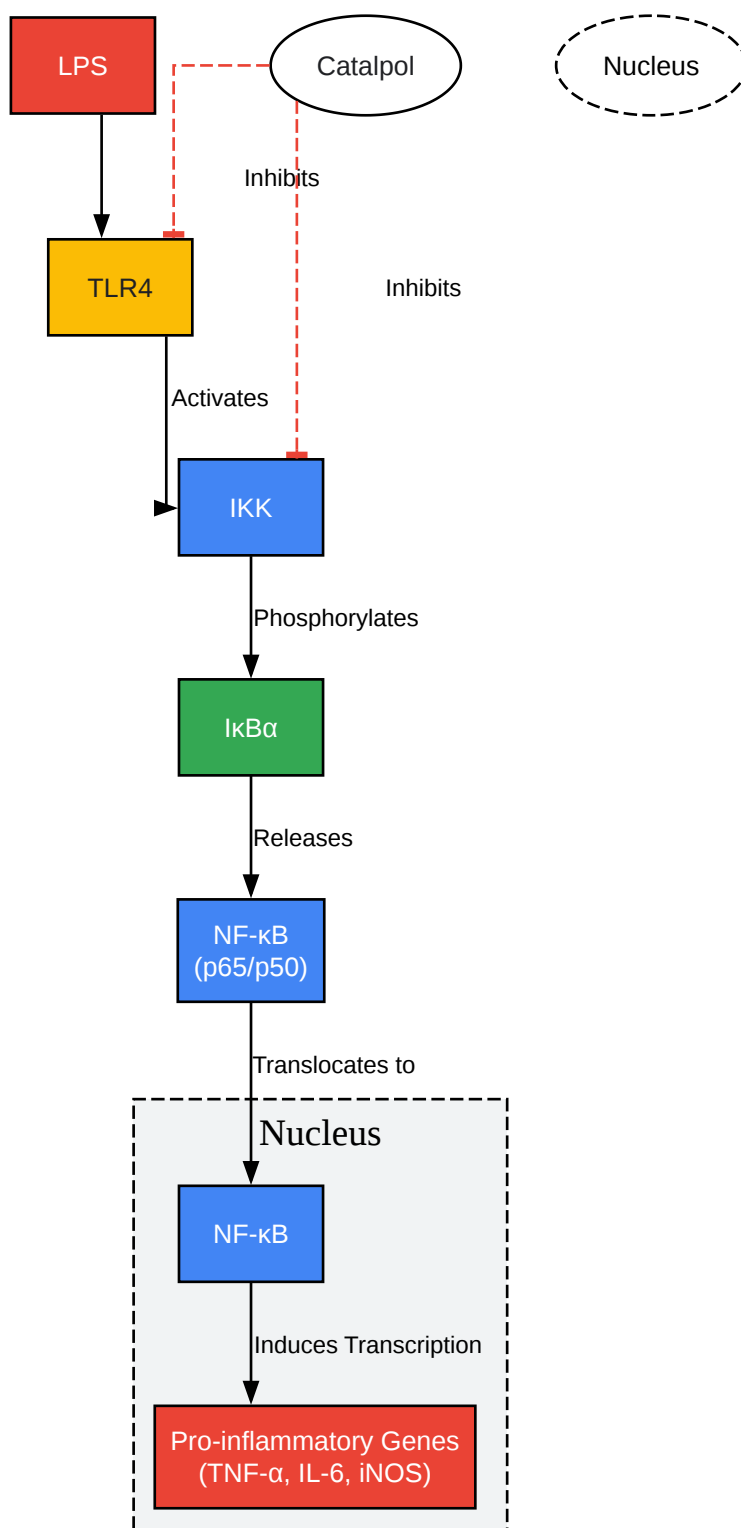 LPS
Catalpol
Nucleus
Inhibits
TLR4
Inhibits
Activates
IKK
Phosphorylates
IκBα
Releases
NF-κB
(p65/p50)
Translocates to
Nucleus
NF-κB
Induces Transcription
Pro-inflammatory Genes
(TNF-α, IL-6, iNOS)